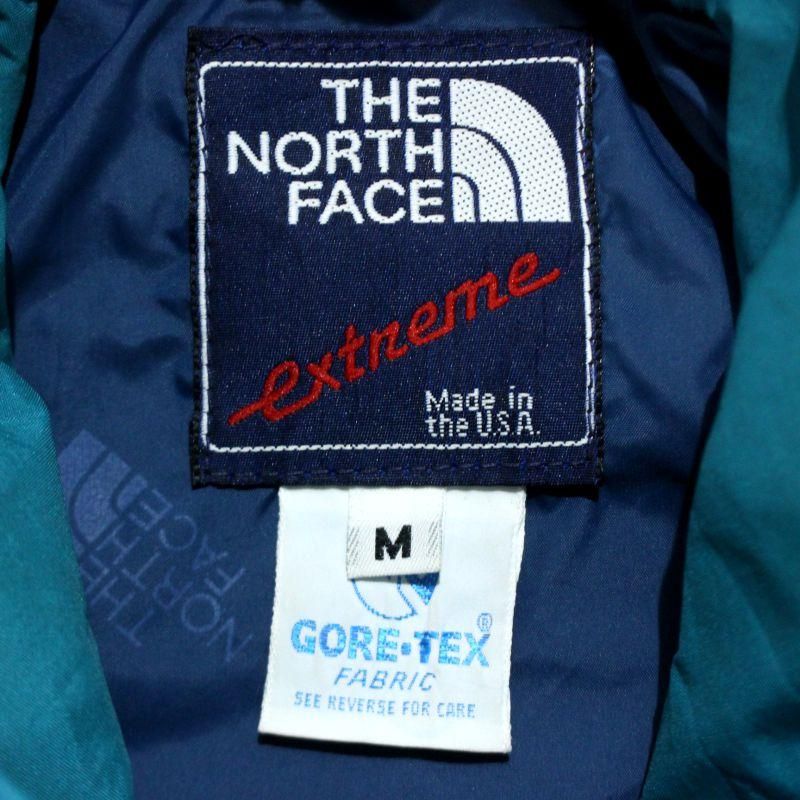 THE
NORTH
FACE
extreme
Made in
the U.S.A.
M
GORE-TEX®
FABRIC
SEE REVERSE FOR CARE
THE
NORTH
FACE